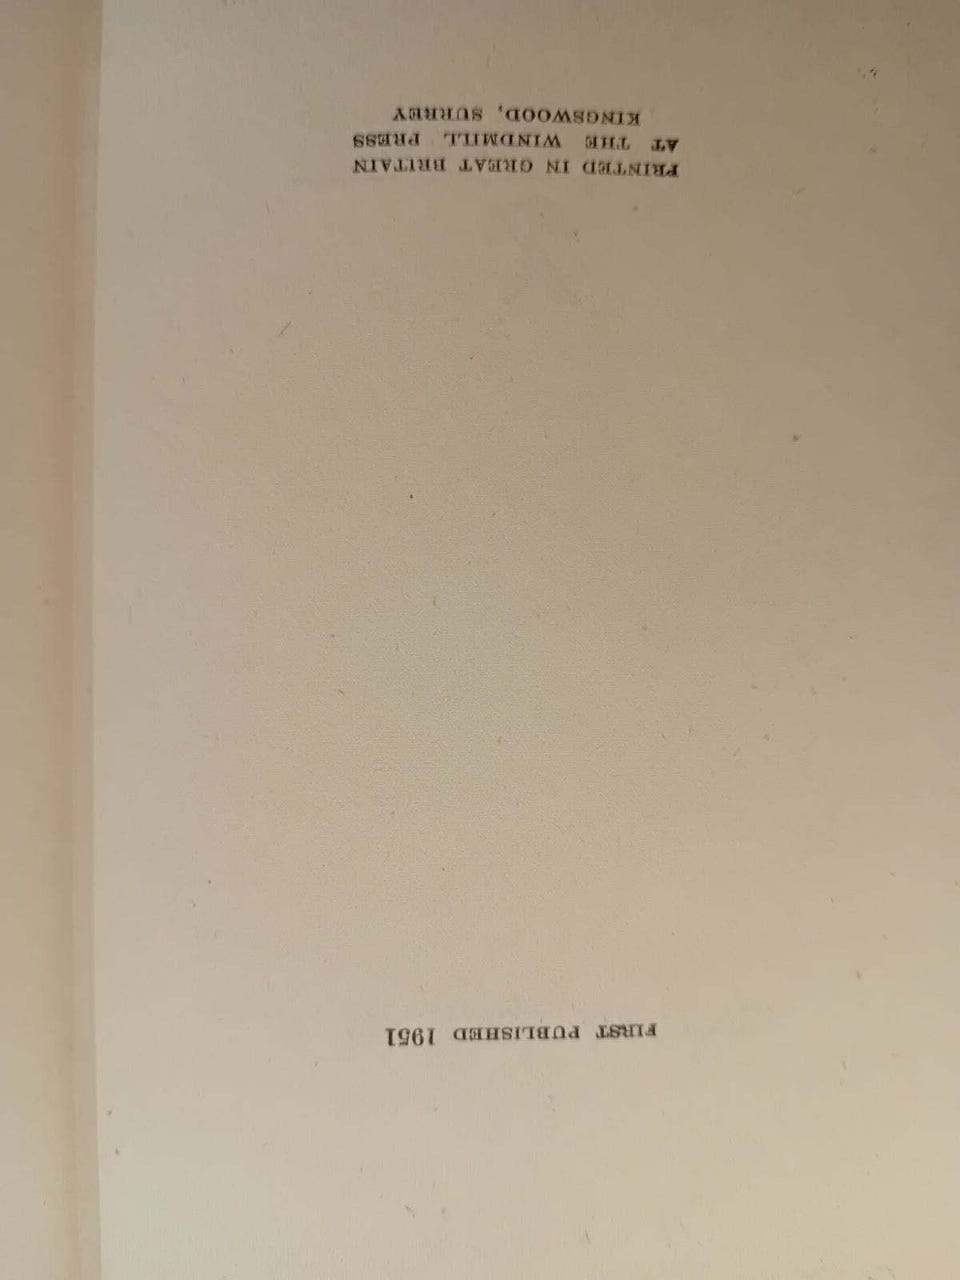 FIRST PUBLISHED 1951
PRINTED IN GREAT BRITAIN
AT THE WINDMILL PRESS
KINGSWOOD, SURREY